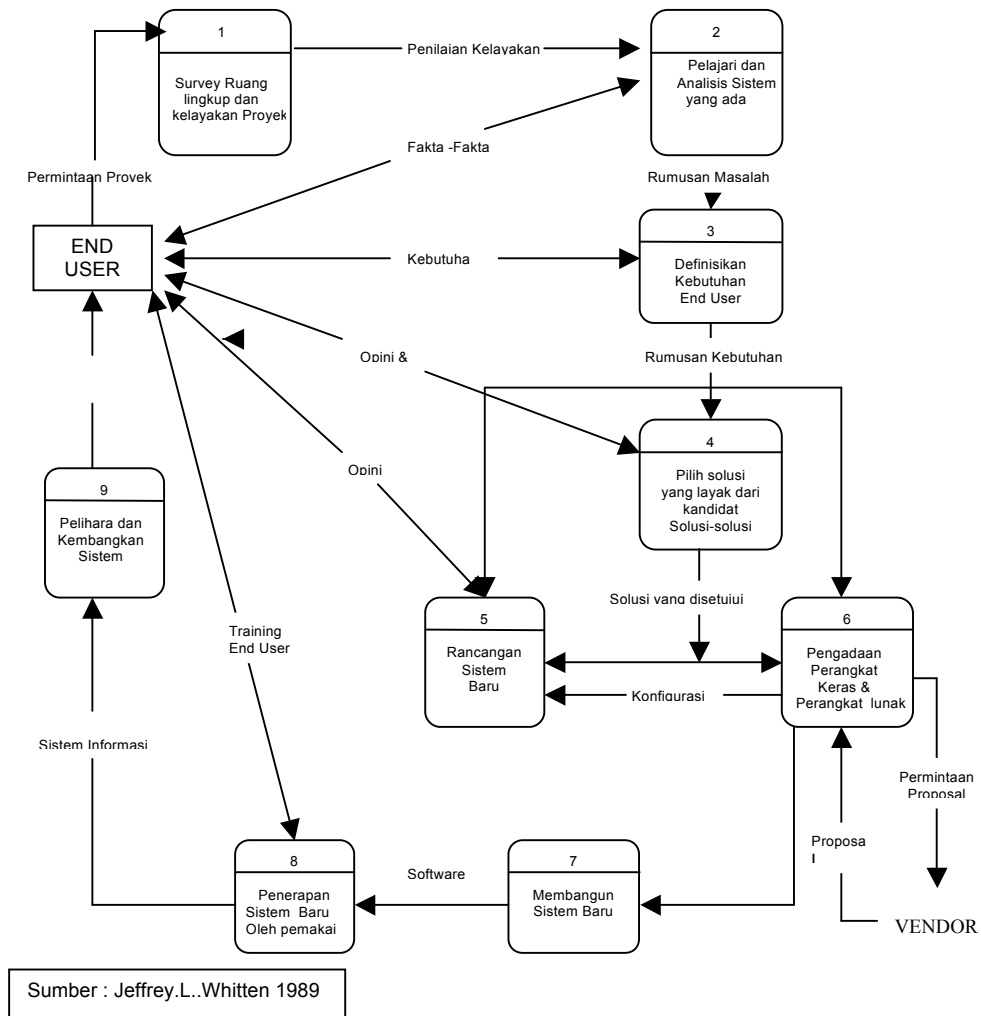 1
Survey Ruang
lingkup dan
kelayakan Proyek
Penilaian Kelayakan
2
Pelajari dan
Analisis Sistem
yang ada
Fakta -Fakta
Permintaan Proyek
Rumusan Masalah
END
USER
3
Definisikan
Kebutuhan
End User
Kebutuha
Rumusan Kebutuhan
Opini &
4
Pilih solusi
yang layak dari
kandidat
Solusi-solusi
Opini
9
Pelihara dan
Kembangkan
Sistem
Solusi yang disetujui
Training
End User
5
Rancangan
Sistem
Baru
6
Pengadaan
Perangkat
Keras &
Perangkat lunak
Konfigurasi
Sistem Informasi
Permintaan
Proposal
Proposa
l
8
Penerapan
Sistem Baru
Oleh pemakai
Software
7
Membangun
Sistem Baru
VENDOR
Sumber : Jeffrey.L..Whitten 1989